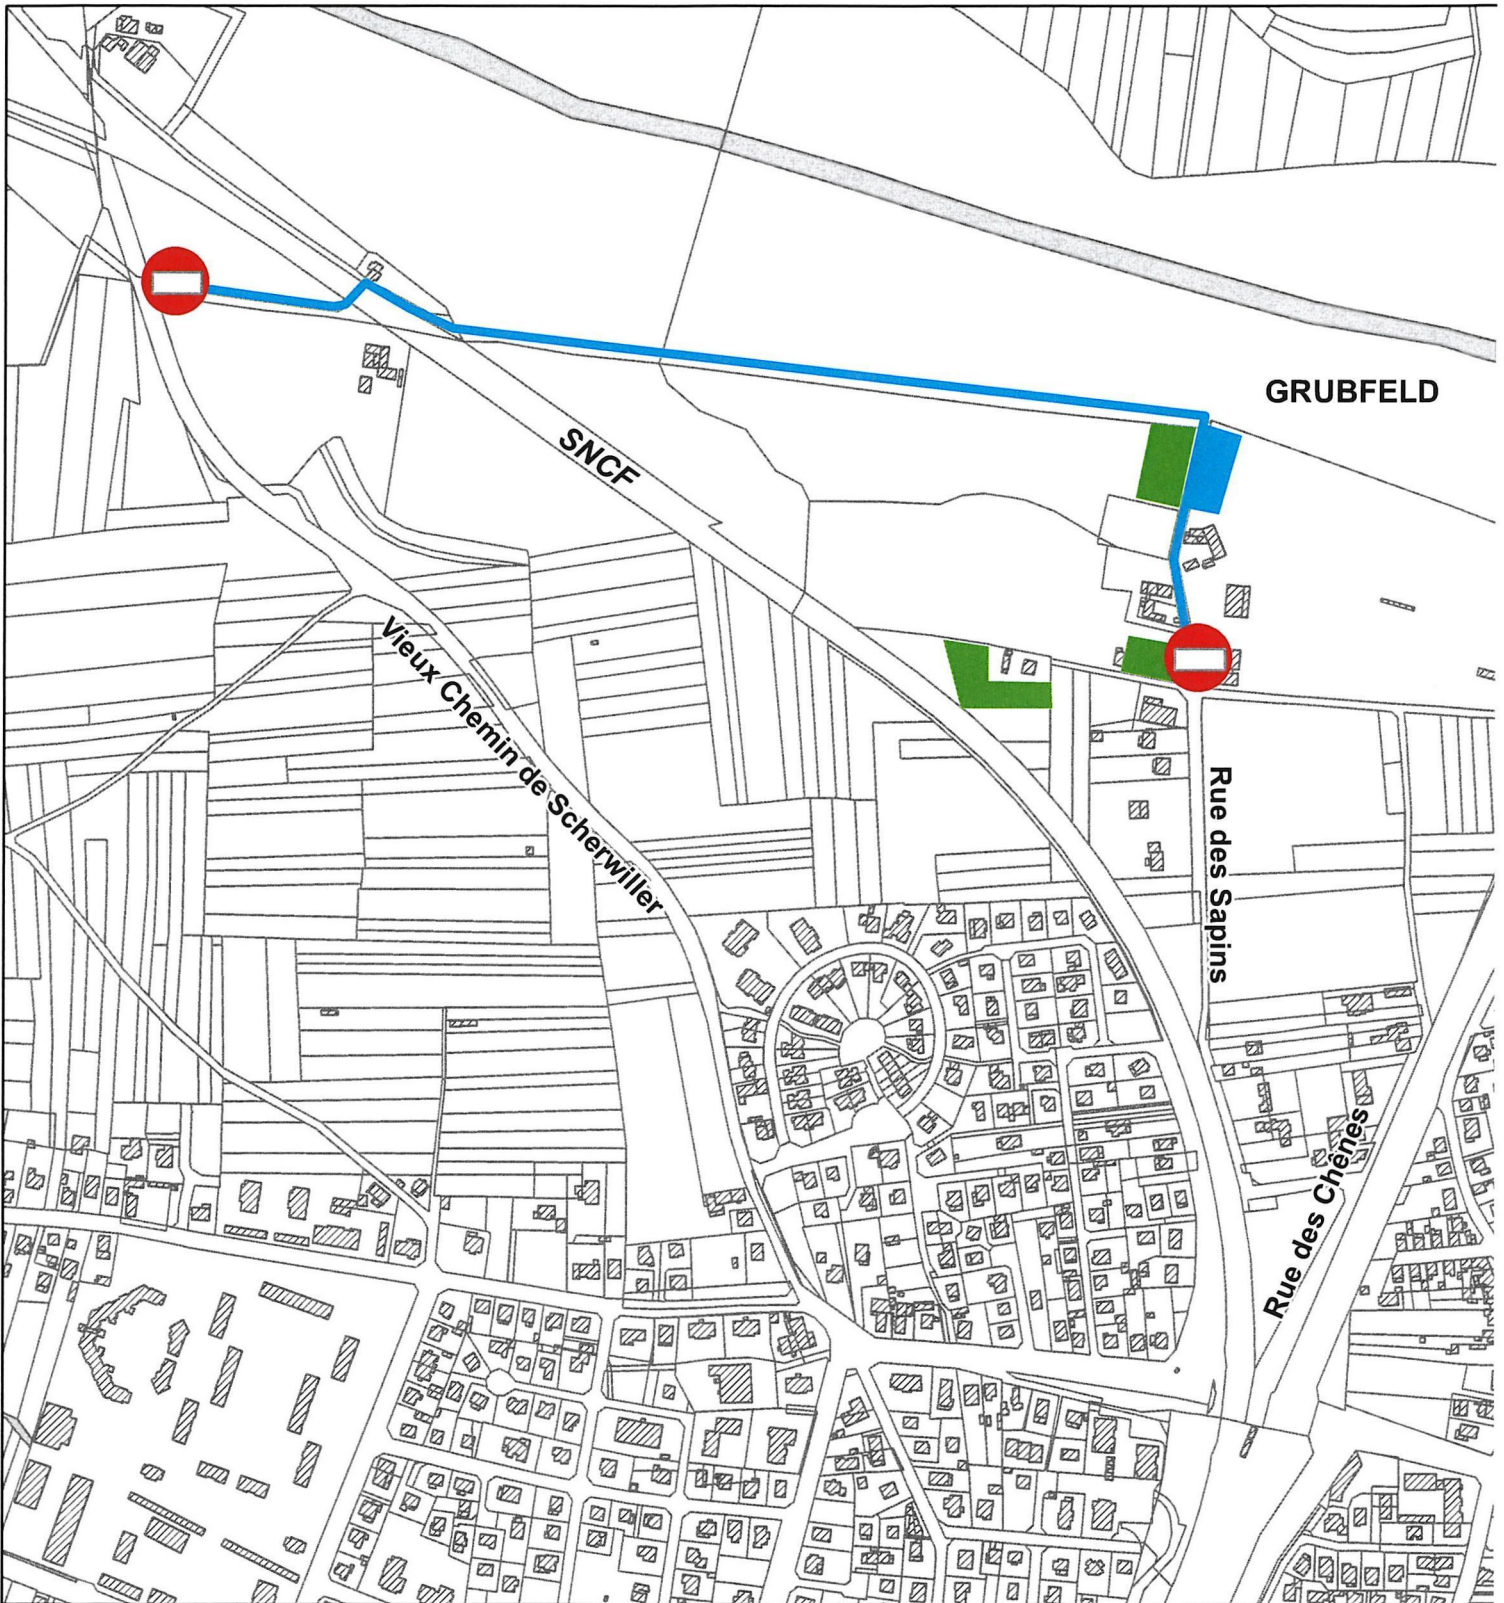 GRUBFELD
SNCF
Vieux Chemin de Scherwiller
Rue des Sapins
Rue des Chênes